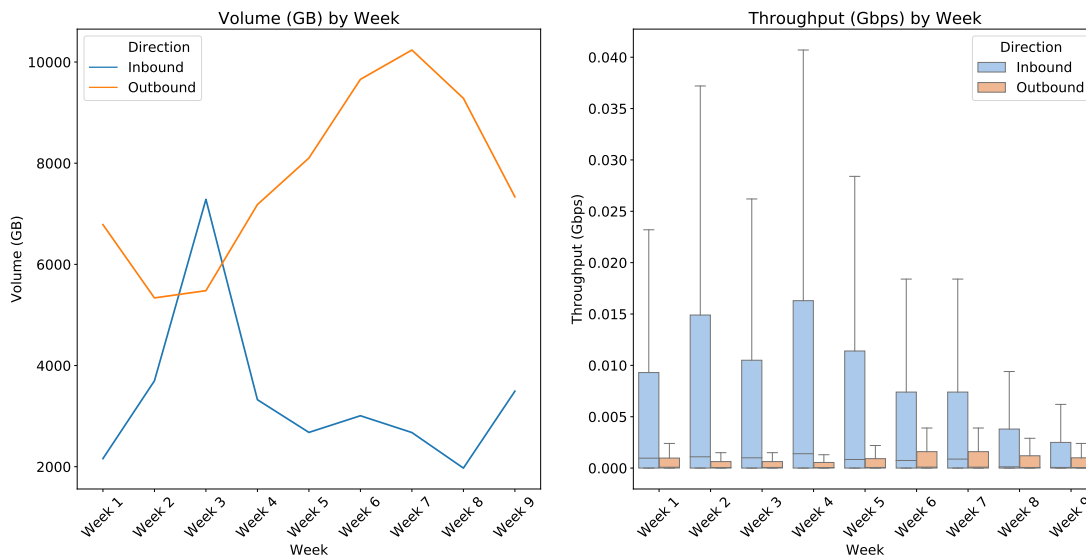 Volume (GB) by Week
Direction
Inbound
Outbound
Volume (GB)
10000
8000
6000
4000
2000
Week 1
Week 2
Week 3
Week 4
Week 5
Week 6
Week 7
Week 8
Week 9
Week
Throughput (Gbps) by Week
Direction
Inbound
Outbound
Throughput (Gbps)
0.040
0.035
0.030
0.025
0.020
0.015
0.010
0.005
0.000
Week 1
Week 2
Week 3
Week 4
Week 5
Week 6
Week 7
Week 8
Week 9
Week